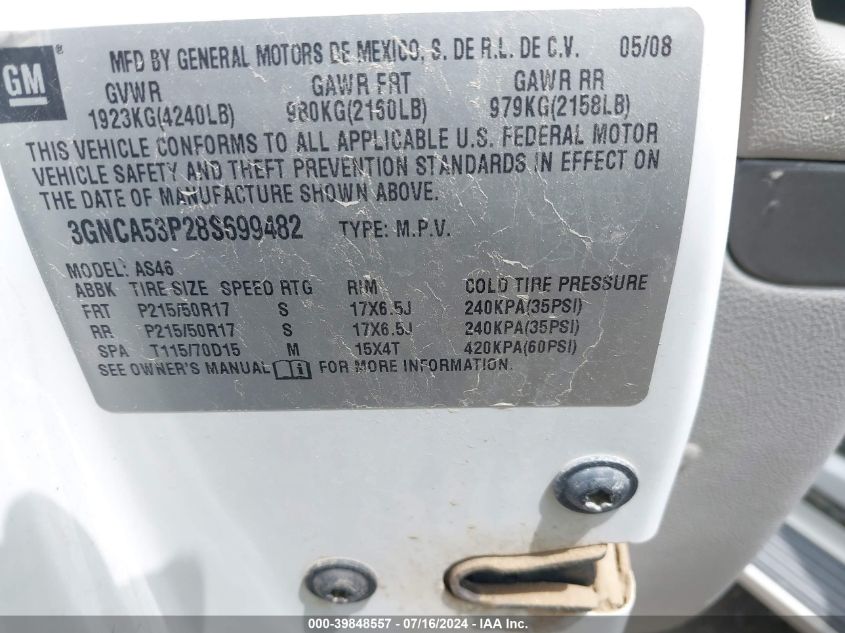 GM ® MFD BY GENERAL MOTORS DE MEXICO, S. DE R.L. DE C.V. 05/08
GVWR GAWR FRT GAWR RR
1923KG(4240LB) 980KG(2160LB) 979KG(2158LB)
THIS VEHICLE CONFORMS TO ALL APPLICABLE U.S. FEDERAL MOTOR
VEHICLE SAFETY AND THEFT PREVENTION STANDARDS IN EFFECT ON
THE DATE OF MANUFACTURE SHOWN ABOVE.
3GNCA53P28S699482 TYPE: M.P.V.
MODEL: AS46
ABBK TIRE SIZE SPEED RTG RIM COLD TIRE PRESSURE
FRT P215/50R17 S 17X6.5J 240KPA(35PSI)
RR P215/50R17 S 17X6.5J 240KPA(35PSI)
SPA T115/70D15 M 15X4T 420KPA(60PSI)
SEE OWNER'S MANUAL FOR MORE INFORMATION.
000-39848557 - 07/16/2024 - IAAI Inc.